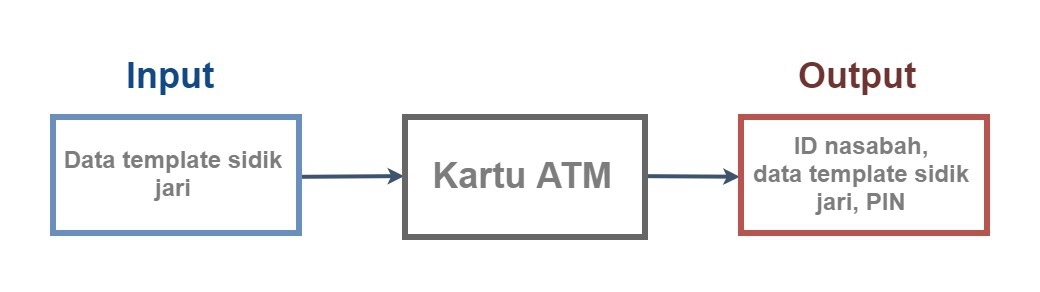 Input
Output
Data template sidik
jari
Kartu ATM
ID nasabah,
data template sidik
jari, PIN